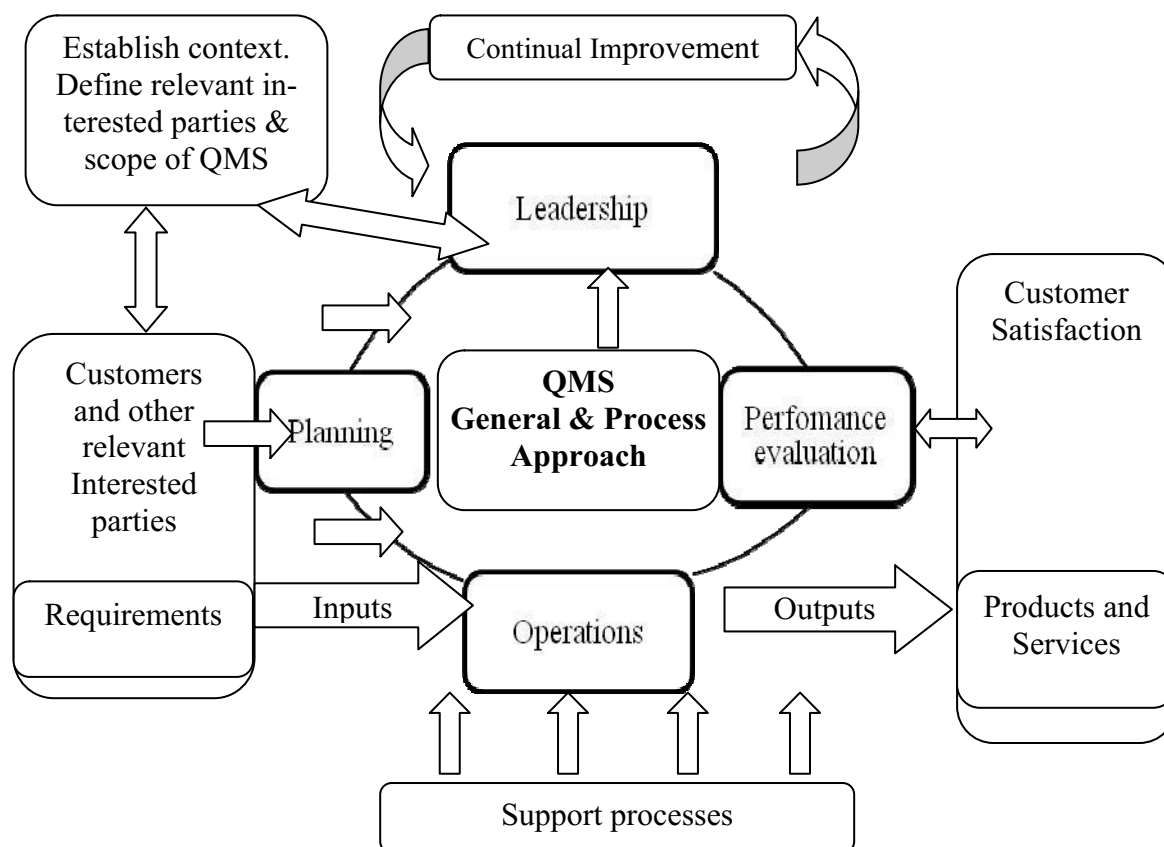 Establish context.
Define relevant in-
terested parties &
scope of QMS
Continual Improvement
Leadership
Customers
and other
relevant
Interested
parties
Planning
QMS
General & Process
Approach
Perfomance
evaluation
Customer
Satisfaction
Requirements
Inputs
Operations
Outputs
Products and
Services
Support processes